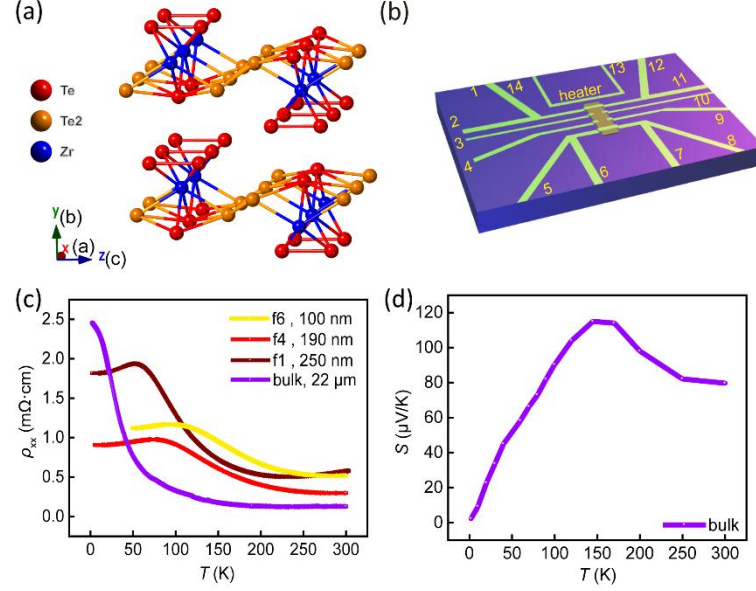 (a)
Te
Te2
Zr
y (b)
x (a) z (c)
(b)
1
14
13
12
11
10
9
8
7
6
5
4
3
2
heater
(c)
ρxx (mΩ·cm)
2.5
2.0
1.5
1.0
0.5
0.0
f6 , 100 nm
f4 , 190 nm
f1 , 250 nm
bulk, 22 μm
0 50 100 150 200 250 300
T (K)
(d)
S (μV/K)
120
100
80
60
40
20
0
bulk
0 50 100 150 200 250 300
T (K)